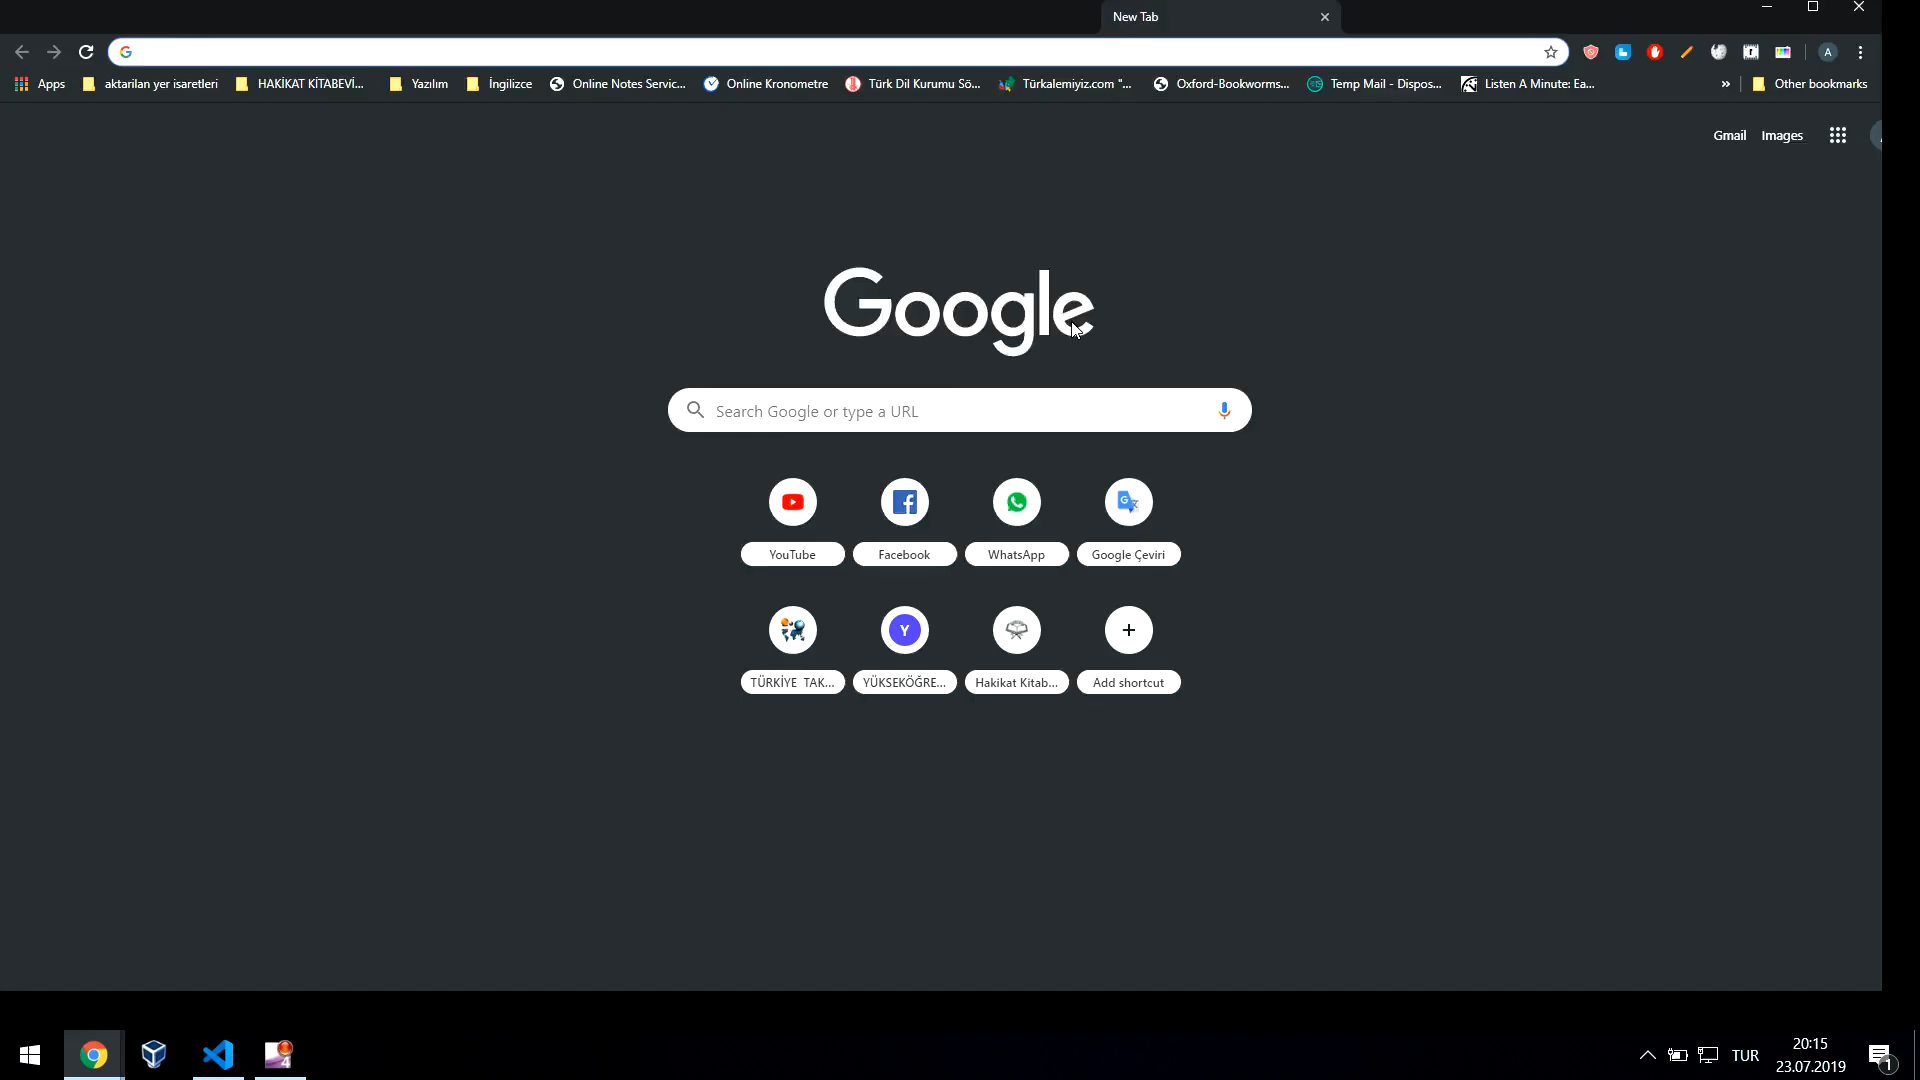 New Tab
Apps aktarilan yer isaretleri HAKİKAT KİTABEVİ... Yazılım İngilizce Online Notes Servic... Online Kronometre Türk Dil Kurumu Sö... Türkalemiyiz.com "... Oxford-Bookworms... Temp Mail - Dispos... Listen A Minute: Ea... » Other bookmarks
Gmail Images
Google
Search Google or type a URL
YouTube Facebook WhatsApp Google Çeviri
TÜRKİYE TAK... YÜKSEKÖĞRE... Hakikat Kitab... Add shortcut
TUR
20:15
23.07.2019
1